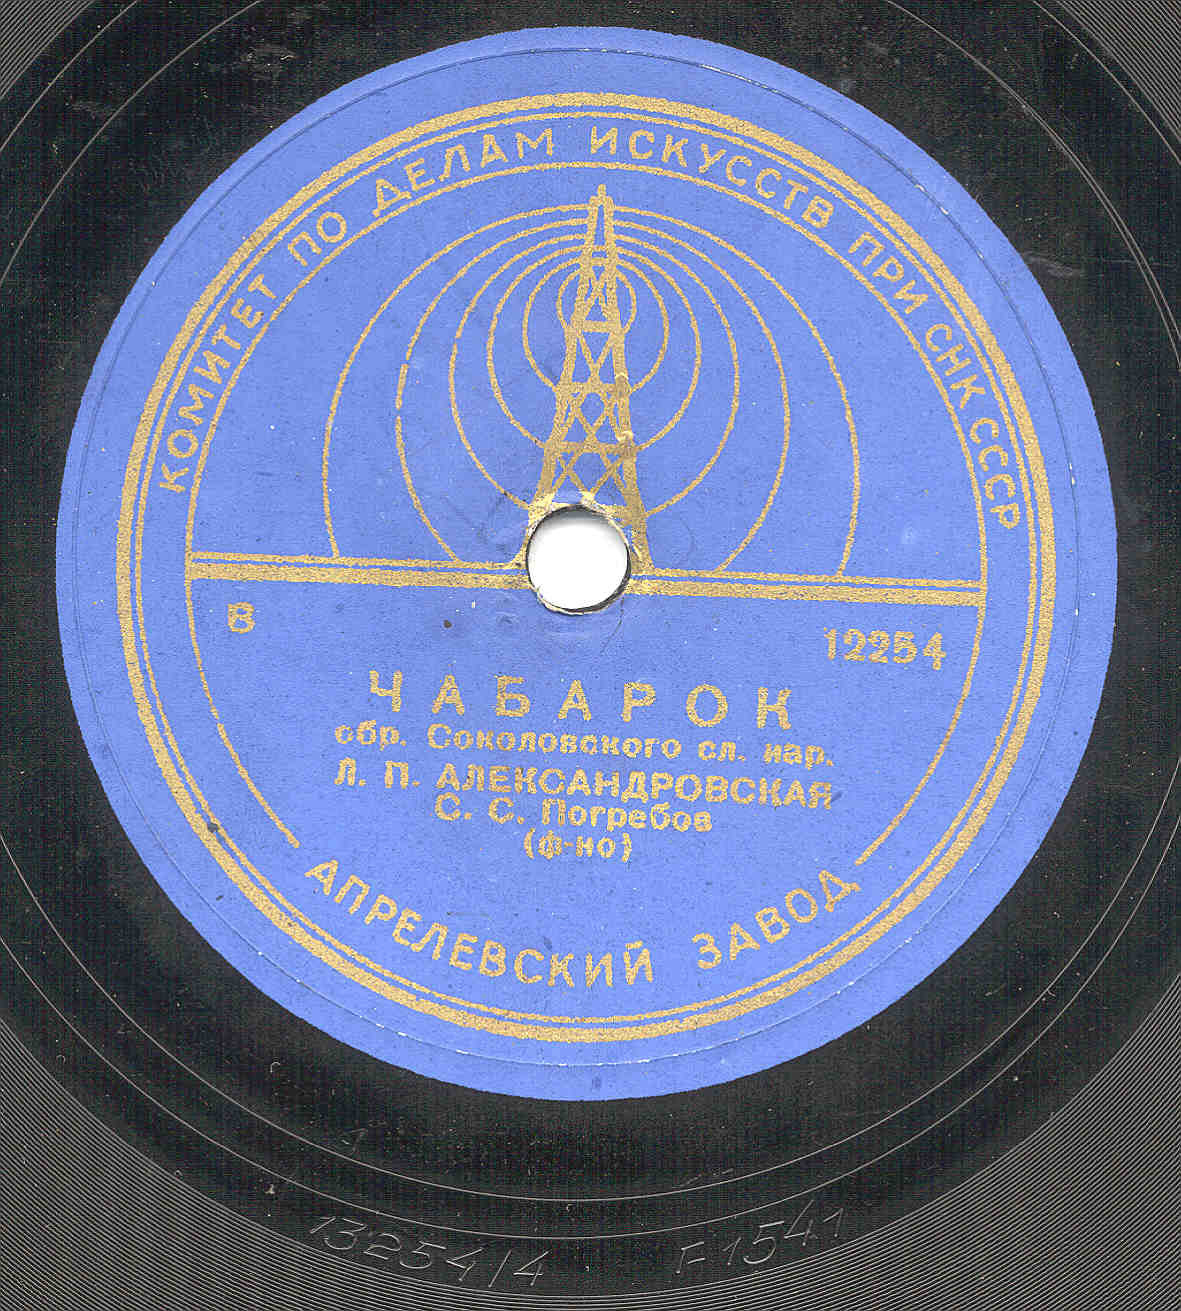 КОМИТЕТ ПО ДЕЛАМ ИСКУССТВ ПРИ СНК СССР
В 12254
ЧАБАРОК
обр. Соколовского сл. нар.
Л. П. АЛЕКСАНДРОВСКАЯ
С. С. Погребов
(ф-но)
АПРЕЛЕВСКИЙ ЗАВОД
13254/4 F1541